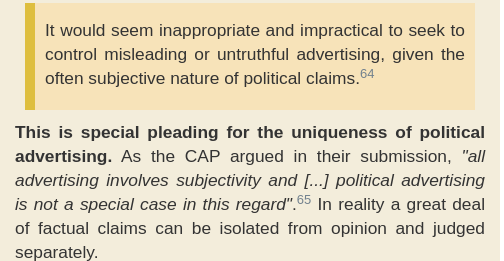 It would seem inappropriate and impractical to seek to
control misleading or untruthful advertising, given the
often subjective nature of political claims.64
This is special pleading for the uniqueness of political
advertising. As the CAP argued in their submission, "all
advertising involves subjectivity and [...] political advertising
is not a special case in this regard".65 In reality a great deal
of factual claims can be isolated from opinion and judged
separately.